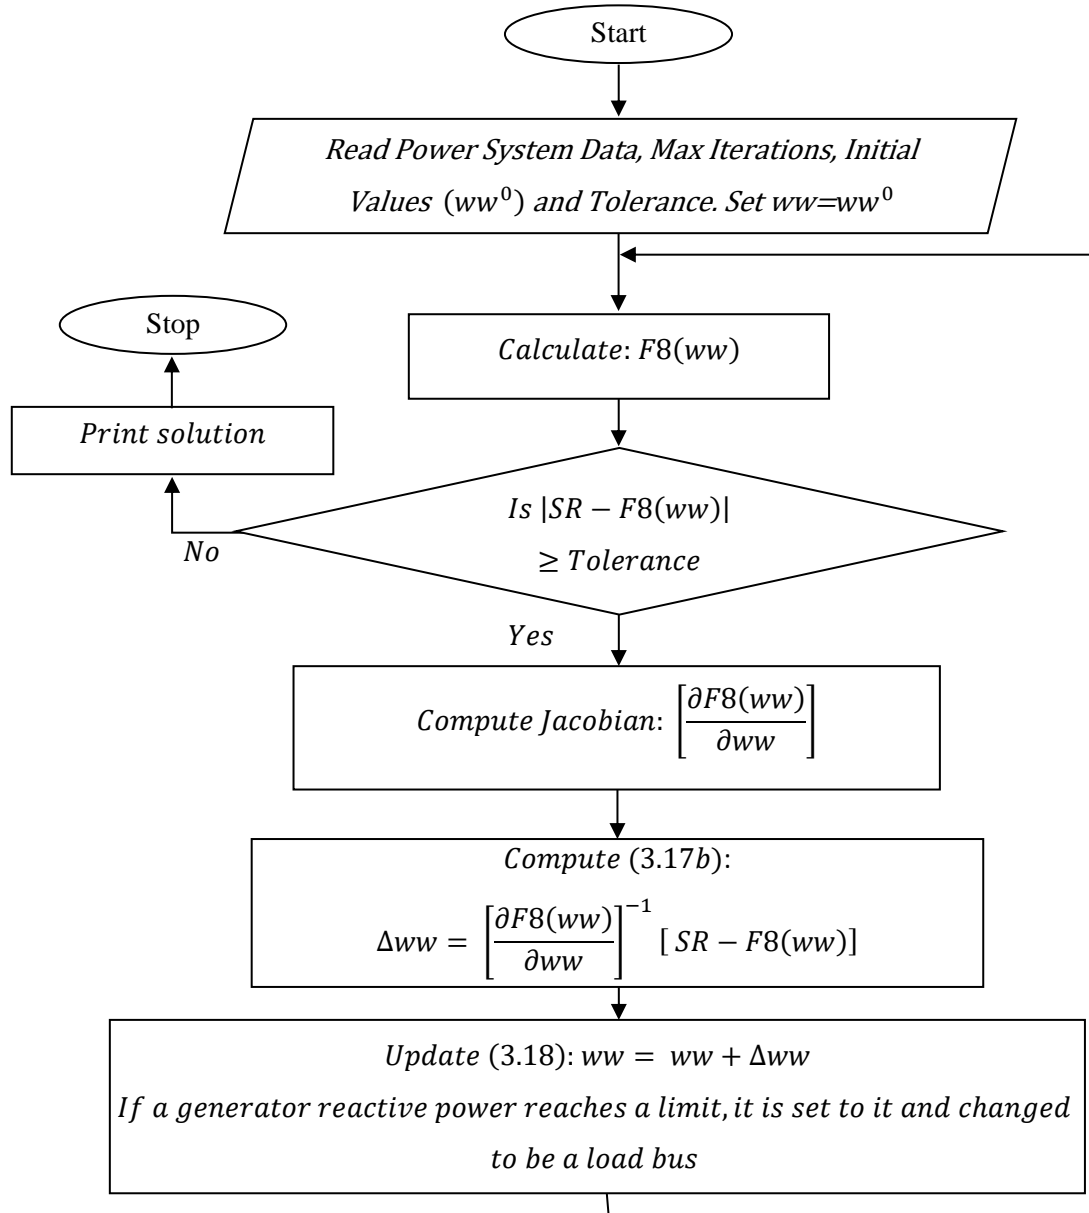 Start
Read Power System Data, Max Iterations, Initial
Values (ww⁰) and Tolerance. Set ww=ww⁰
Stop
Calculate: F8(ww)
Print solution
Is |SR − F8(ww)|
≥ Tolerance
No
Yes
Compute Jacobian: [∂F8(ww)/∂ww]
Compute (3.17b):
Δww = [∂F8(ww)/∂ww]⁻¹ [ SR − F8(ww)]
Update (3.18): ww = ww + Δww
If a generator reactive power reaches a limit, it is set to it and changed
to be a load bus